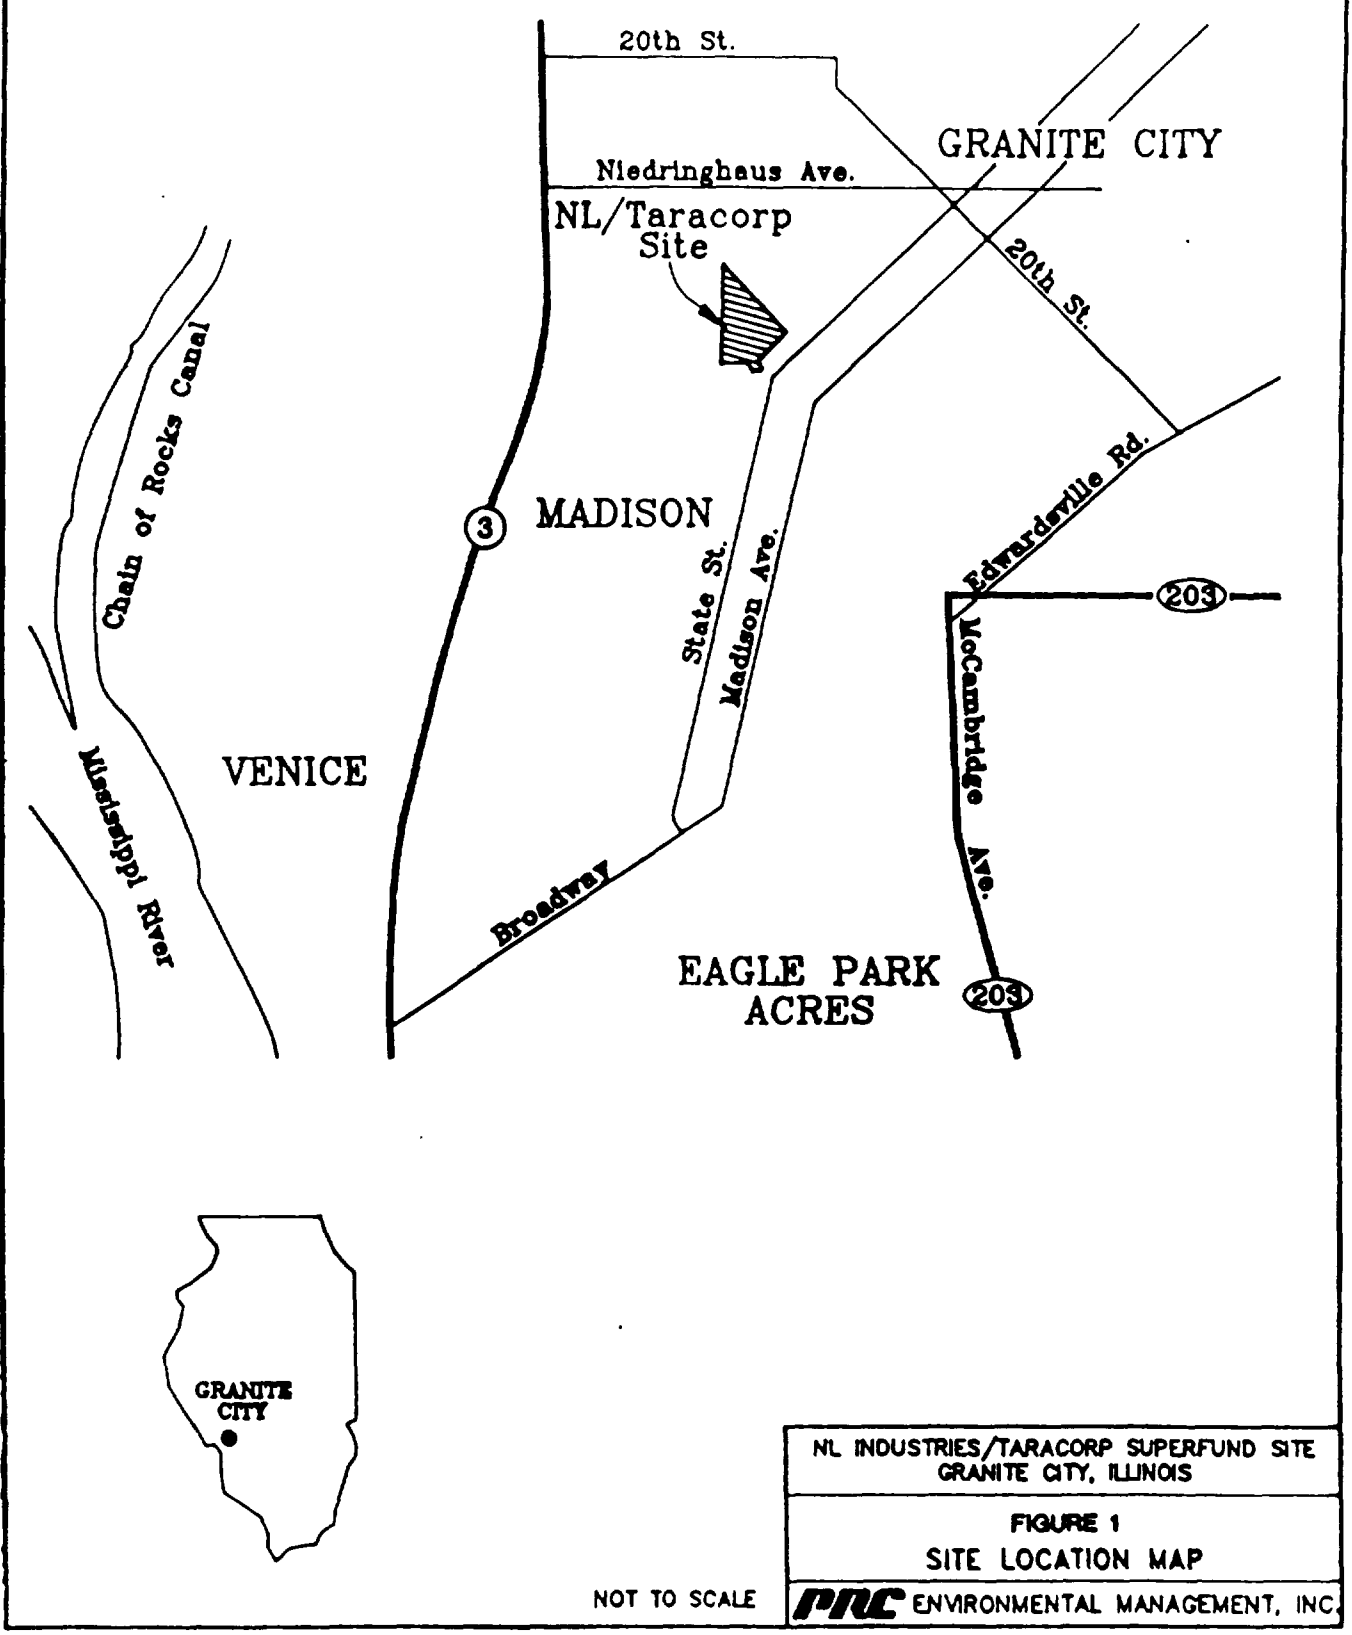 20th St.
GRANITE CITY
Niedringhaus Ave.
NL/Taracorp
Site
20th St.
Chain of Rocks Canal
Edwardsville Rd.
3
MADISON
State St.
Madison Ave.
203
McCambridge Ave.
Mississippi River
VENICE
Broadway
EAGLE PARK
ACRES
203
GRANITE
CITY
NL INDUSTRIES/TARACORP SUPERFUND SITE
GRANITE CITY, ILLINOIS
FIGURE 1
SITE LOCATION MAP
NOT TO SCALE
PRC ENVIRONMENTAL MANAGEMENT, INC.